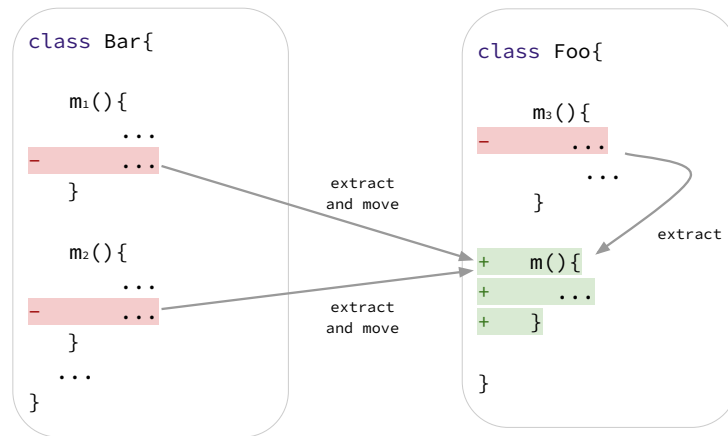 class Bar{
m₁(){
...
- ...
}
m₂(){
...
- ...
}
...
}
extract
and move
extract
and move
class Foo{
m₃(){
- ...
...
}
extract
+ m(){
+ ...
+ }
}